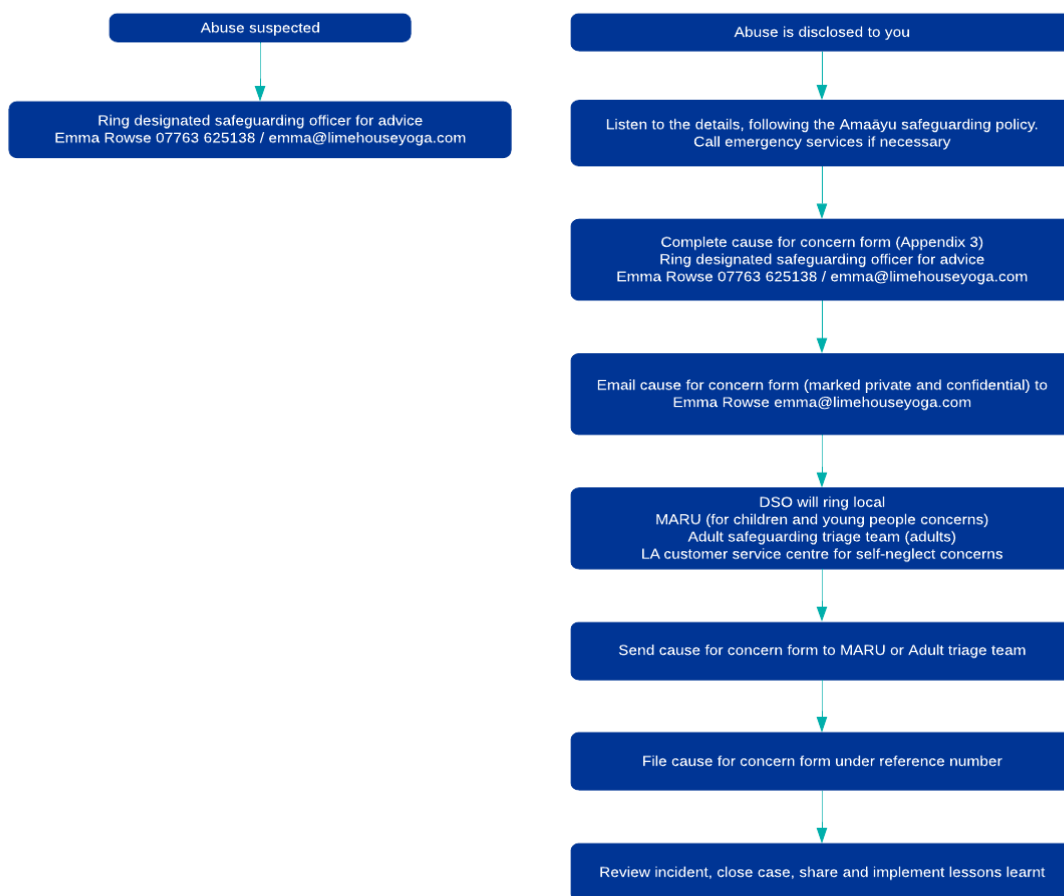 Abuse suspected
Ring designated safeguarding officer for advice
Emma Rowse 07763 625138 / emma@limehouseyoga.com
Abuse is disclosed to you
Listen to the details, following the Amaāyu safeguarding policy.
Call emergency services if necessary
Complete cause for concern form (Appendix 3)
Ring designated safeguarding officer for advice
Emma Rowse 07763 625138 / emma@limehouseyoga.com
Email cause for concern form (marked private and confidential) to
Emma Rowse emma@limehouseyoga.com
DSO will ring local
MARU (for children and young people concerns)
Adult safeguarding triage team (adults)
LA customer service centre for self-neglect concerns
Send cause for concern form to MARU or Adult triage team
File cause for concern form under reference number
Review incident, close case, share and implement lessons learnt